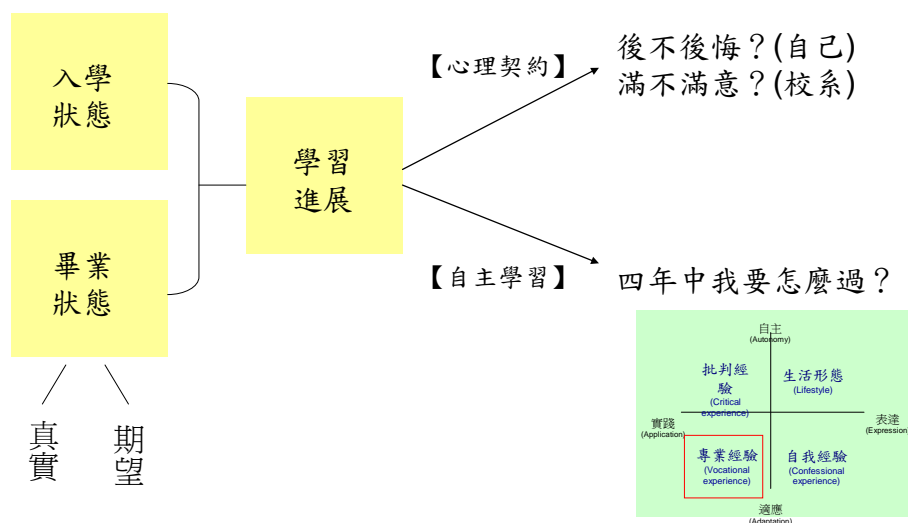 入學
狀態
畢業
狀態
真實
期望
學習
進展
【心理契約】
後不後悔？(自己)
滿不滿意？(校系)
【自主學習】
四年中我要怎麼過？
自主
(Autonomy)
批判經
驗
(Critical
experience)
生活形態
(Lifestyle)
實踐
(Application)
表達
(Expression)
專業經驗
(Vocational
experience)
自我經驗
(Confessional
experience)
適應
(Adaptation)